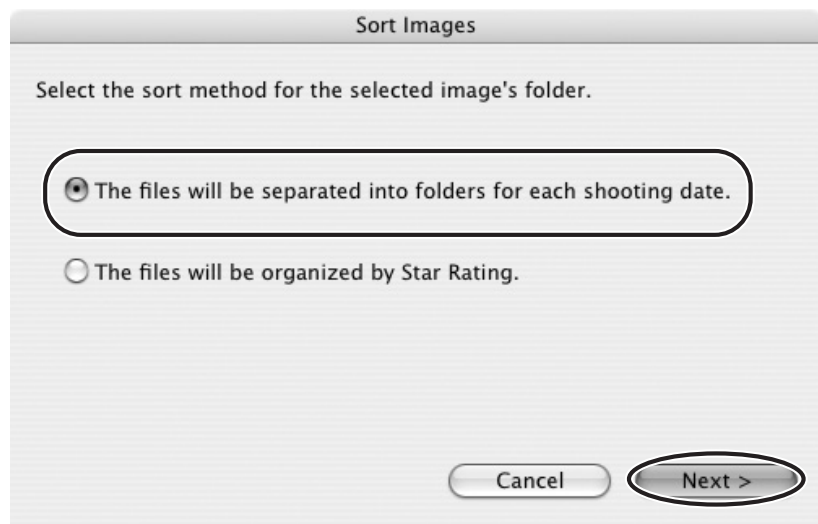 Sort Images
Select the sort method for the selected image's folder.
The files will be separated into folders for each shooting date.
The files will be organized by Star Rating.
Cancel
Next >